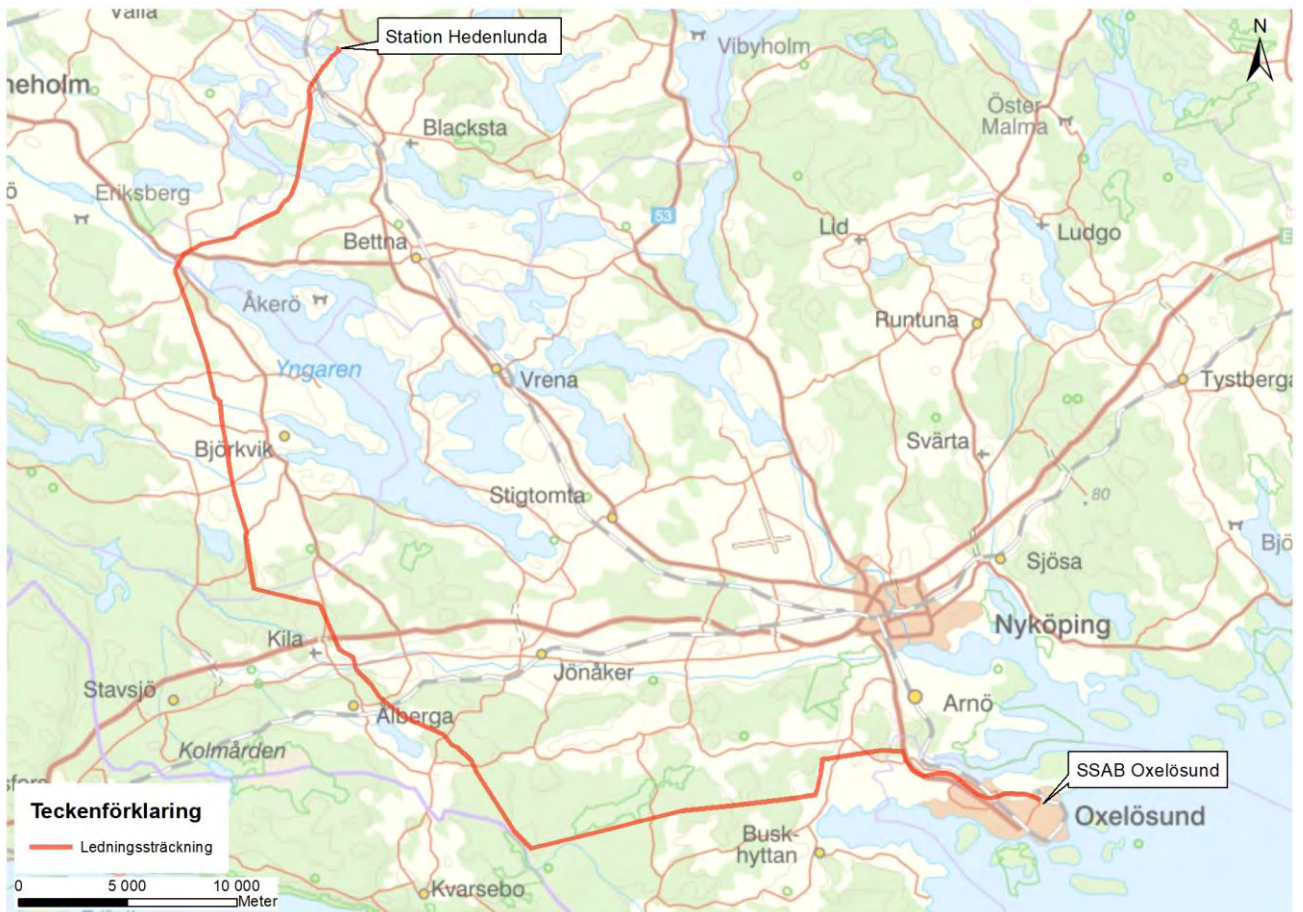 Valla
Station Hedenlunda
Vibyholm
N
neholm
Blacksta
Öster
Malma
Eriksberg
ö
53
Lid
Ludgo
Bettna
E
Åkerö
Runtuna
Yngaren
Vrena
Tystberga
Björkvik
Svärta
Stigtomta
80
Sjösa
Bjö
Kila
Nyköping
Jönåker
Stavsjö
Ålberga
Arnö
Kolmården
SSAB Oxelösund
sfors
Teckenförklaring
Ledningssträckning
Oxelösund
Busk-
hyttan
0 5 000 10 000
Meter
Kvarsebo